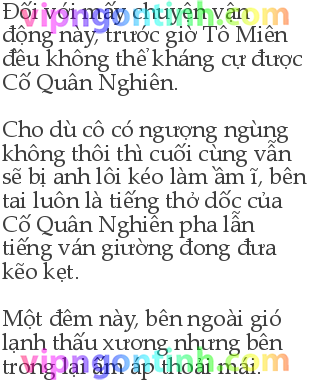 Đối với mấy chuyện vân
động này, trước giờ Tô Miên
đều không thể kháng cự được
Cố Quân Nghiên.
Cho dù cô có ngượng ngùng
không thôi thì cuối cùng vẫn
sẽ bị anh lôi kéo làm ầm ĩ, bên
tai luôn là tiếng thở dốc của
Cố Quân Nghiên pha lẫn
tiếng ván giường đong đưa
kẽo kẹt.
Một đêm này, bên ngoài gió
lạnh thấu xương nhưng bên
trong lại ấm áp thoải mái.
vipngontinh.com
vipngontinh.com